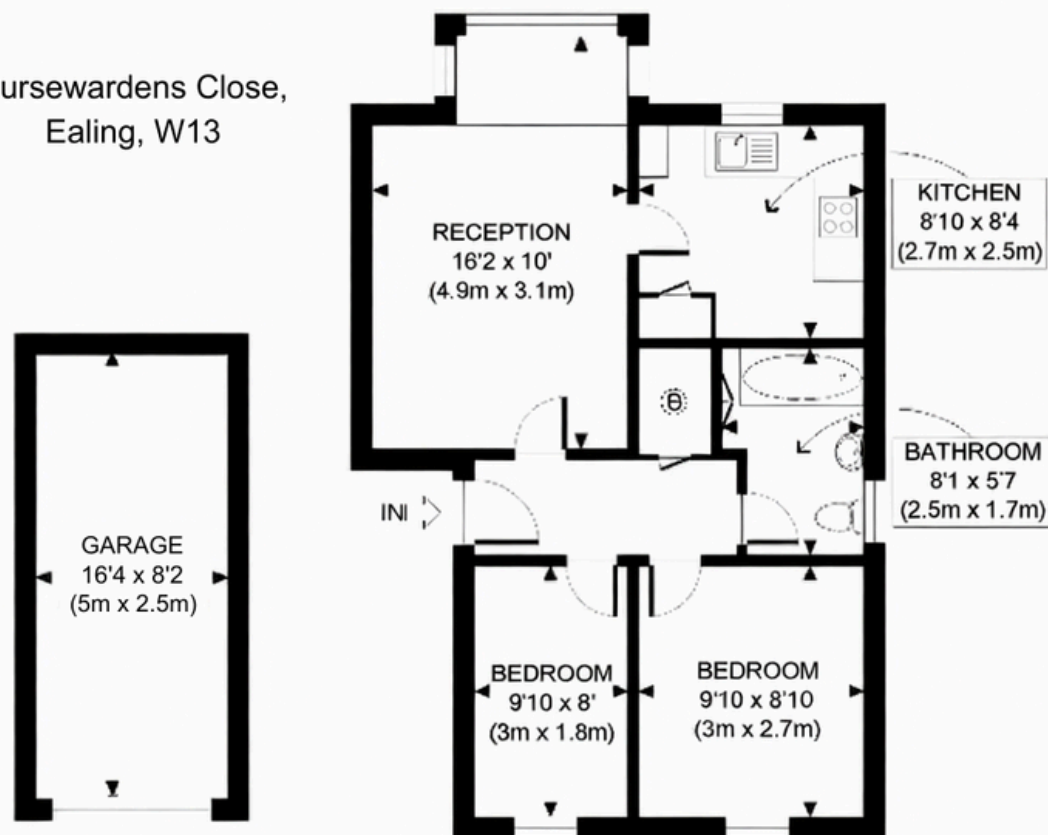 ursewardens Close,
Ealing, W13
RECEPTION
16'2 x 10'
(4.9m x 3.1m)
KITCHEN
8'10 x 8'4
(2.7m x 2.5m)
BATHROOM
8'1 x 5'7
(2.5m x 1.7m)
INI
GARAGE
16'4 x 8'2
(5m x 2.5m)
BEDROOM
9'10 x 8'
(3m x 1.8m)
BEDROOM
9'10 x 8'10
(3m x 2.7m)